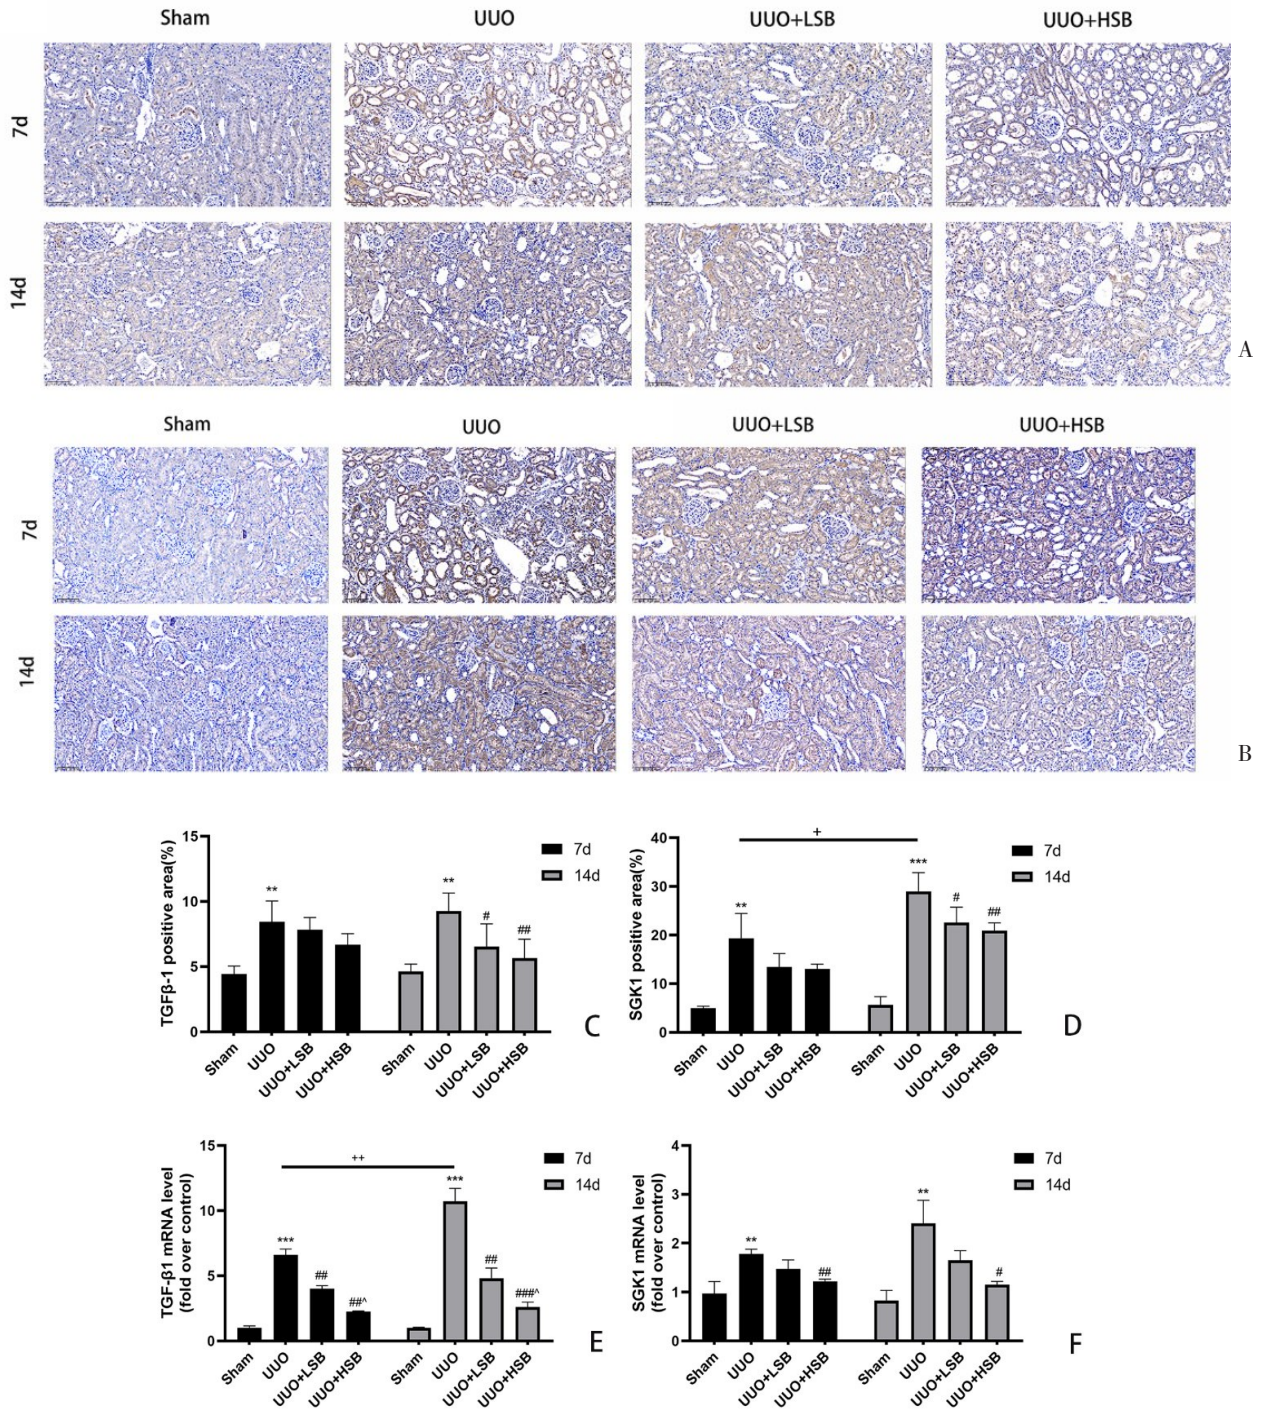 Sham UUO UUO+LSB UUO+HSB
7d
14d
A
Sham UUO UUO+LSB UUO+HSB
7d
14d
B
TGFβ-1 positive area(%)
15
10
5
0
** ** # ##
7d
14d
Sham UUO UUO+LSB UUO+HSB Sham UUO UUO+LSB UUO+HSB
C
SGK1 positive area(%)
40
30
20
10
0
+
** *** # ##
7d
14d
Sham UUO UUO+LSB UUO+HSB Sham UUO UUO+LSB UUO+HSB
D
TGF-β1 mRNA level
(fold over control)
15
10
5
0
++
*** ## ##^ *** ## ###^
7d
14d
Sham UUO UUO+LSB UUO+HSB Sham UUO UUO+LSB UUO+HSB
E
SGK1 mRNA level
(fold over control)
4
3
2
1
0
** ## ** #
7d
14d
Sham UUO UUO+LSB UUO+HSB Sham UUO UUO+LSB UUO+HSB
F